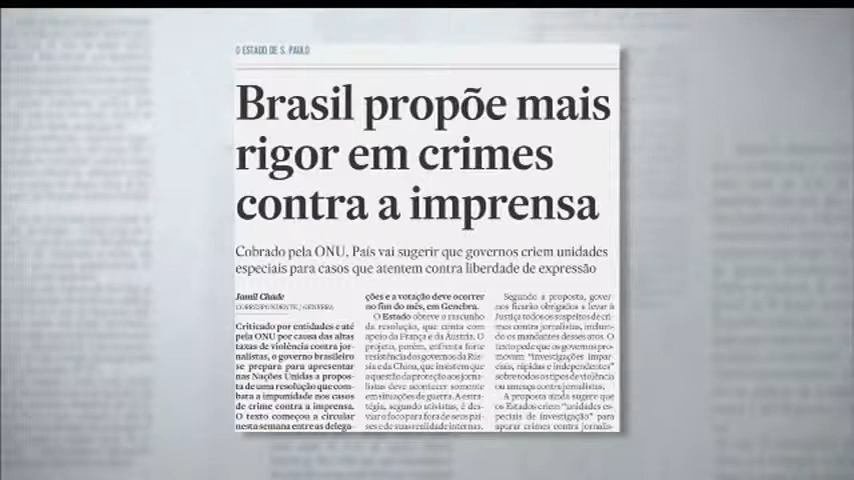 O ESTADO DE S. PAULO
Brasil propõe mais
rigor em crimes
contra a imprensa
Cobrado pela ONU, País vai sugerir que governos criem unidades
especiais para casos que atentem contra liberdade de expressão
Jamil Chade
CORRESPONDENTE / GENEBRA
Criticado por entidades e até
pela ONU por causa das altas
taxas de violência contra jor-
nalistas, o governo brasileiro
se prepara para apresentar
nas Nações Unidas a propos-
ta de uma resolução que com-
bata a impunidade nos casos
de crime contra a imprensa.
O texto começou a circular
nesta semana entre as delega-
ções e a votação deve ocorrer
no fim do mês, em Genebra.
O Estado obteve o rascunho
da resolução, que conta com
apoio da França e da Áustria. O
projeto, porém, enfrenta forte
resistência dos governos da Rús-
sia e da China, que insistem que
a questão da proteção aos jorna-
listas deve acontecer somente
em situações de guerra. A estra-
tégia, segundo ativistas, é des-
viar o foco para fora de seus paí-
ses e de suas realidade internas.
Segundo a proposta, gover-
nos ficarão obrigados a levar à
Justiça todos os suspeitos de cri-
mes contra jornalistas, incluin-
do os mandantes desses atos. O
texto pede que os governos pro-
movam "investigações impar-
ciais, rápidas e independentes"
sobre todos os tipos de violência
ou ameaça contra jornalistas.
A proposta ainda sugere que
os Estados criem "unidades es-
peciais de investigação" para
apurar crimes contra jornalis-